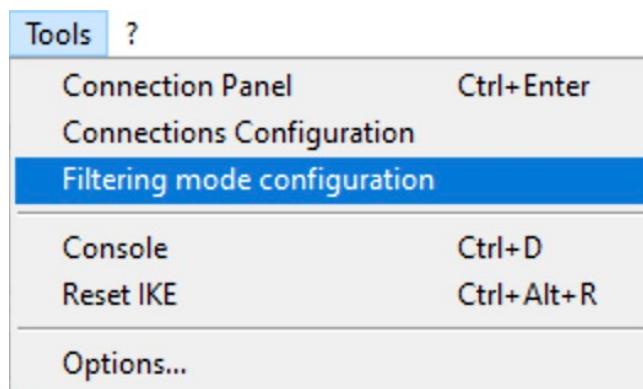 Tools ?
Connection Panel Ctrl+Enter
Connections Configuration
Filtering mode configuration
Console Ctrl+D
Reset IKE Ctrl+Alt+R
Options...